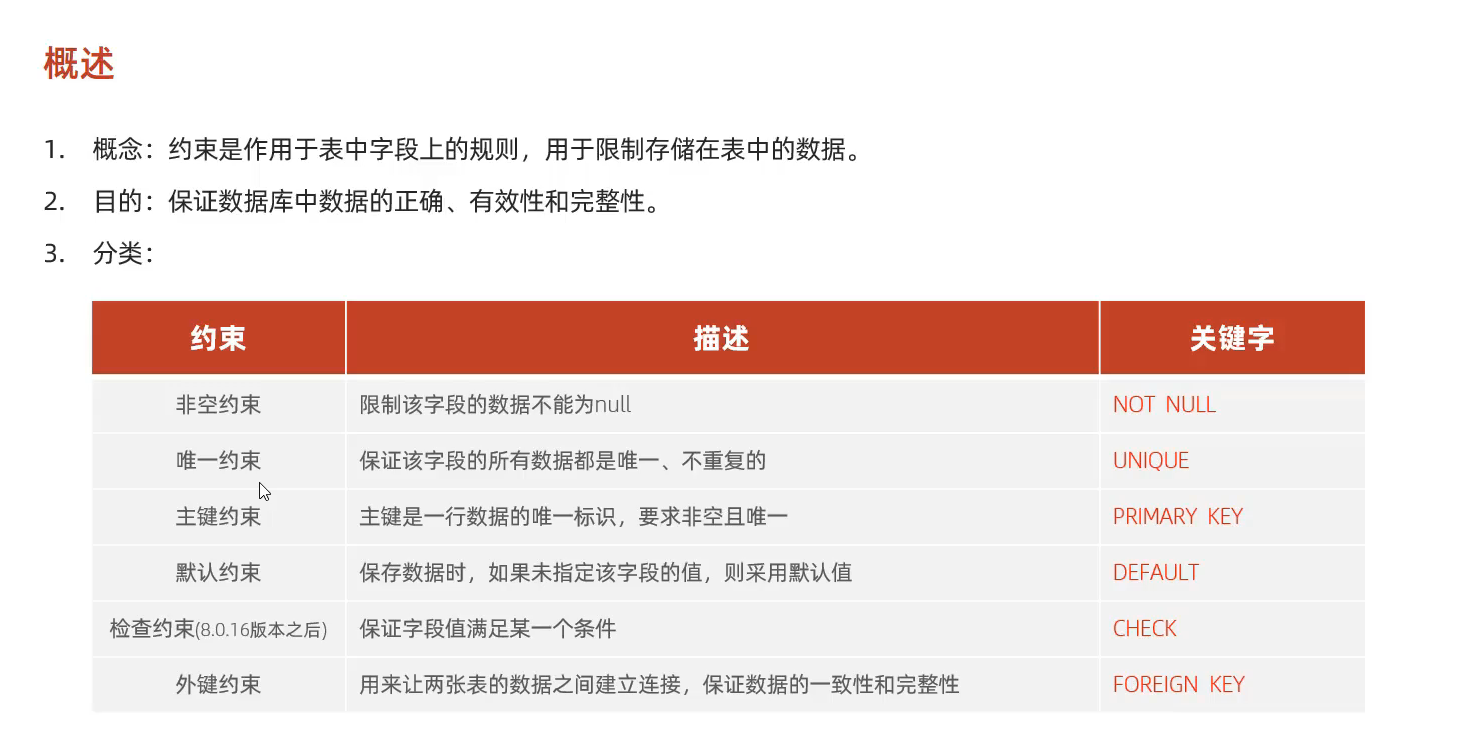 概述
1. 概念：约束是作用于表中字段上的规则，用于限制存储在表中的数据。
2. 目的：保证数据库中数据的正确、有效性和完整性。
3. 分类：
约束 描述 关键字
非空约束 限制该字段的数据不能为null NOT NULL
唯一约束 保证该字段的所有数据都是唯一、不重复的 UNIQUE
主键约束 主键是一行数据的唯一标识，要求非空且唯一 PRIMARY KEY
默认约束 保存数据时，如果未指定该字段的值，则采用默认值 DEFAULT
检查约束(8.0.16版本之后) 保证字段值满足某一个条件 CHECK
外键约束 用来让两张表的数据之间建立连接，保证数据的一致性和完整性 FOREIGN KEY